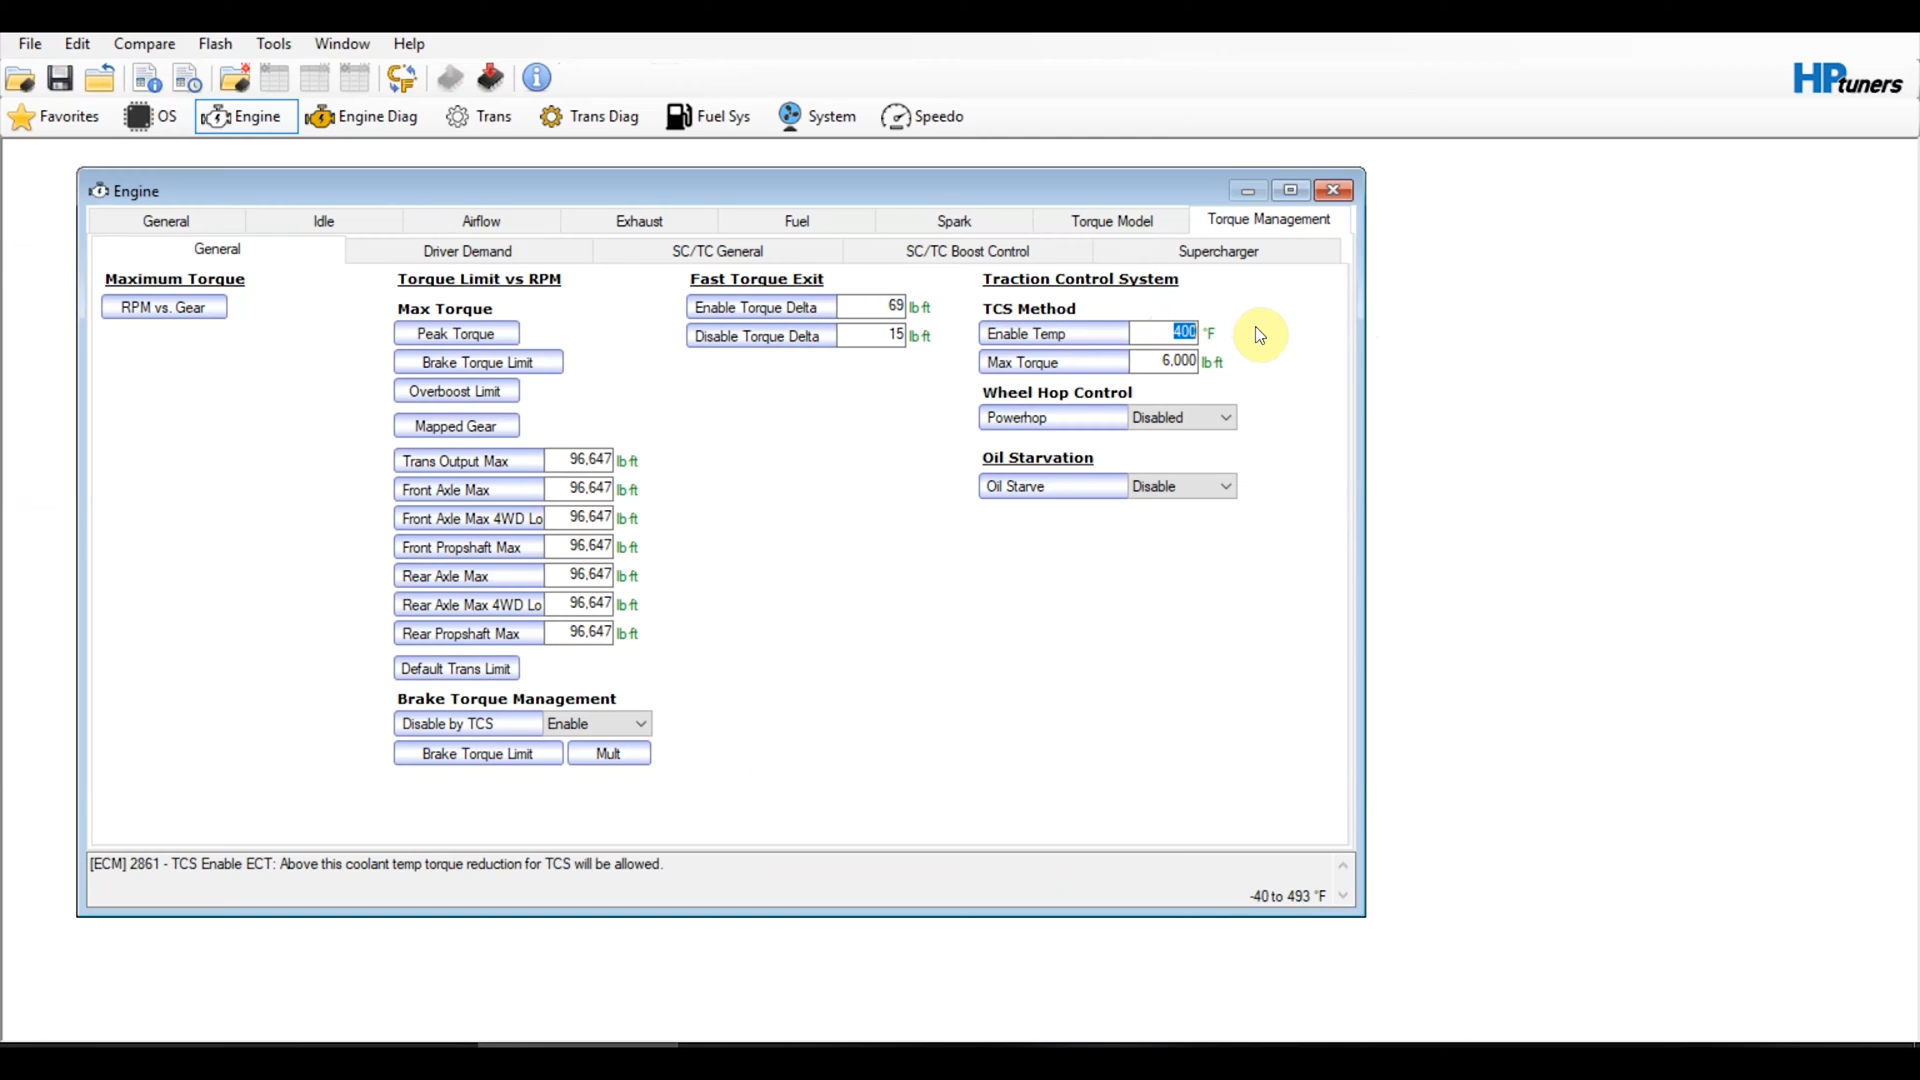 File Edit Compare Flash Tools Window Help
HPtuners
Favorites OS Engine Engine Diag Trans Trans Diag Fuel Sys System Speedo
Engine
General Idle Airflow Exhaust Fuel Spark Torque Model Torque Management
General Driver Demand SC/TC General SC/TC Boost Control Supercharger
Maximum Torque
RPM vs. Gear
Torque Limit vs RPM
Max Torque
Peak Torque
Brake Torque Limit
Overboost Limit
Mapped Gear
Trans Output Max 96,647 lb·ft
Front Axle Max 96,647 lb·ft
Front Axle Max 4WD Lo 96,647 lb·ft
Front Propshaft Max 96,647 lb·ft
Rear Axle Max 96,647 lb·ft
Rear Axle Max 4WD Lo 96,647 lb·ft
Rear Propshaft Max 96,647 lb·ft
Default Trans Limit
Brake Torque Management
Disable by TCS Enable
Brake Torque Limit Mult
Fast Torque Exit
Enable Torque Delta 69 lb·ft
Disable Torque Delta 15 lb·ft
Traction Control System
TCS Method
Enable Temp 400 °F
Max Torque 6,000 lb·ft
Wheel Hop Control
Powerhop Disabled
Oil Starvation
Oil Starve Disable
[ECM] 2861 - TCS Enable ECT: Above this coolant temp torque reduction for TCS will be allowed.
-40 to 493 °F